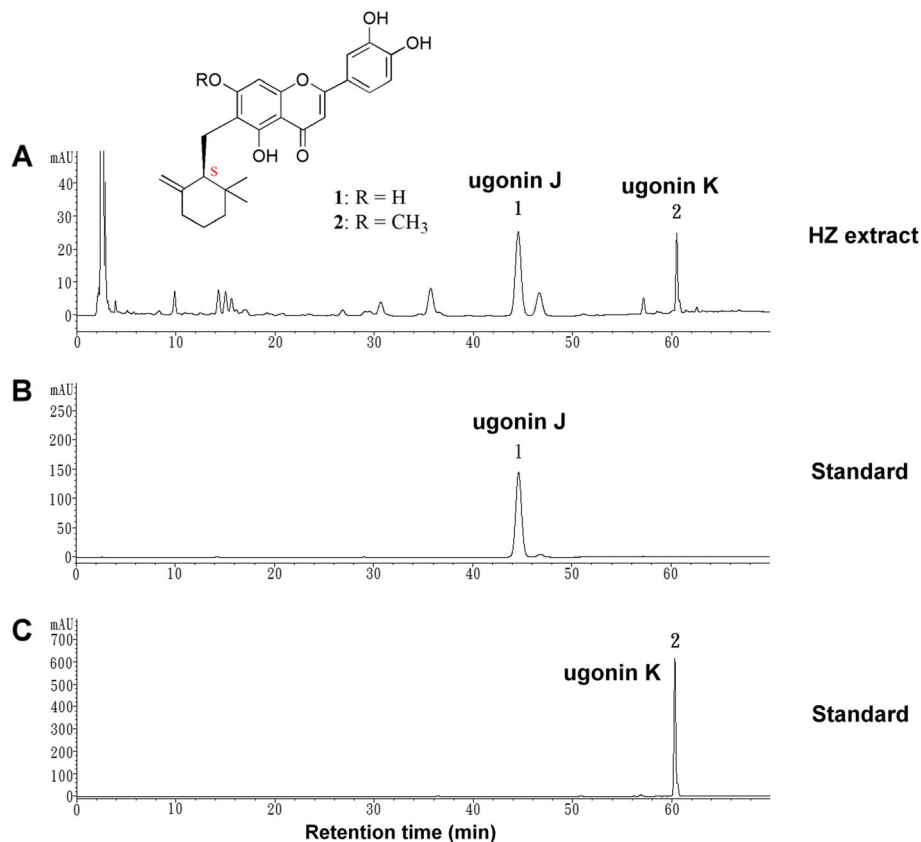 OH
OH
RO
O
OH
O
S
1: R = H
2: R = CH3
A
mAU
40
30
20
10
0
ugonin J
1
ugonin K
2
HZ extract
0 10 20 30 40 50 60
B
mAU
250
200
150
100
50
0
ugonin J
1
Standard
0 10 20 30 40 50 60
C
mAU
700
600
500
400
300
200
100
0
2
ugonin K
Standard
0 10 20 30 40 50 60
Retention time (min)